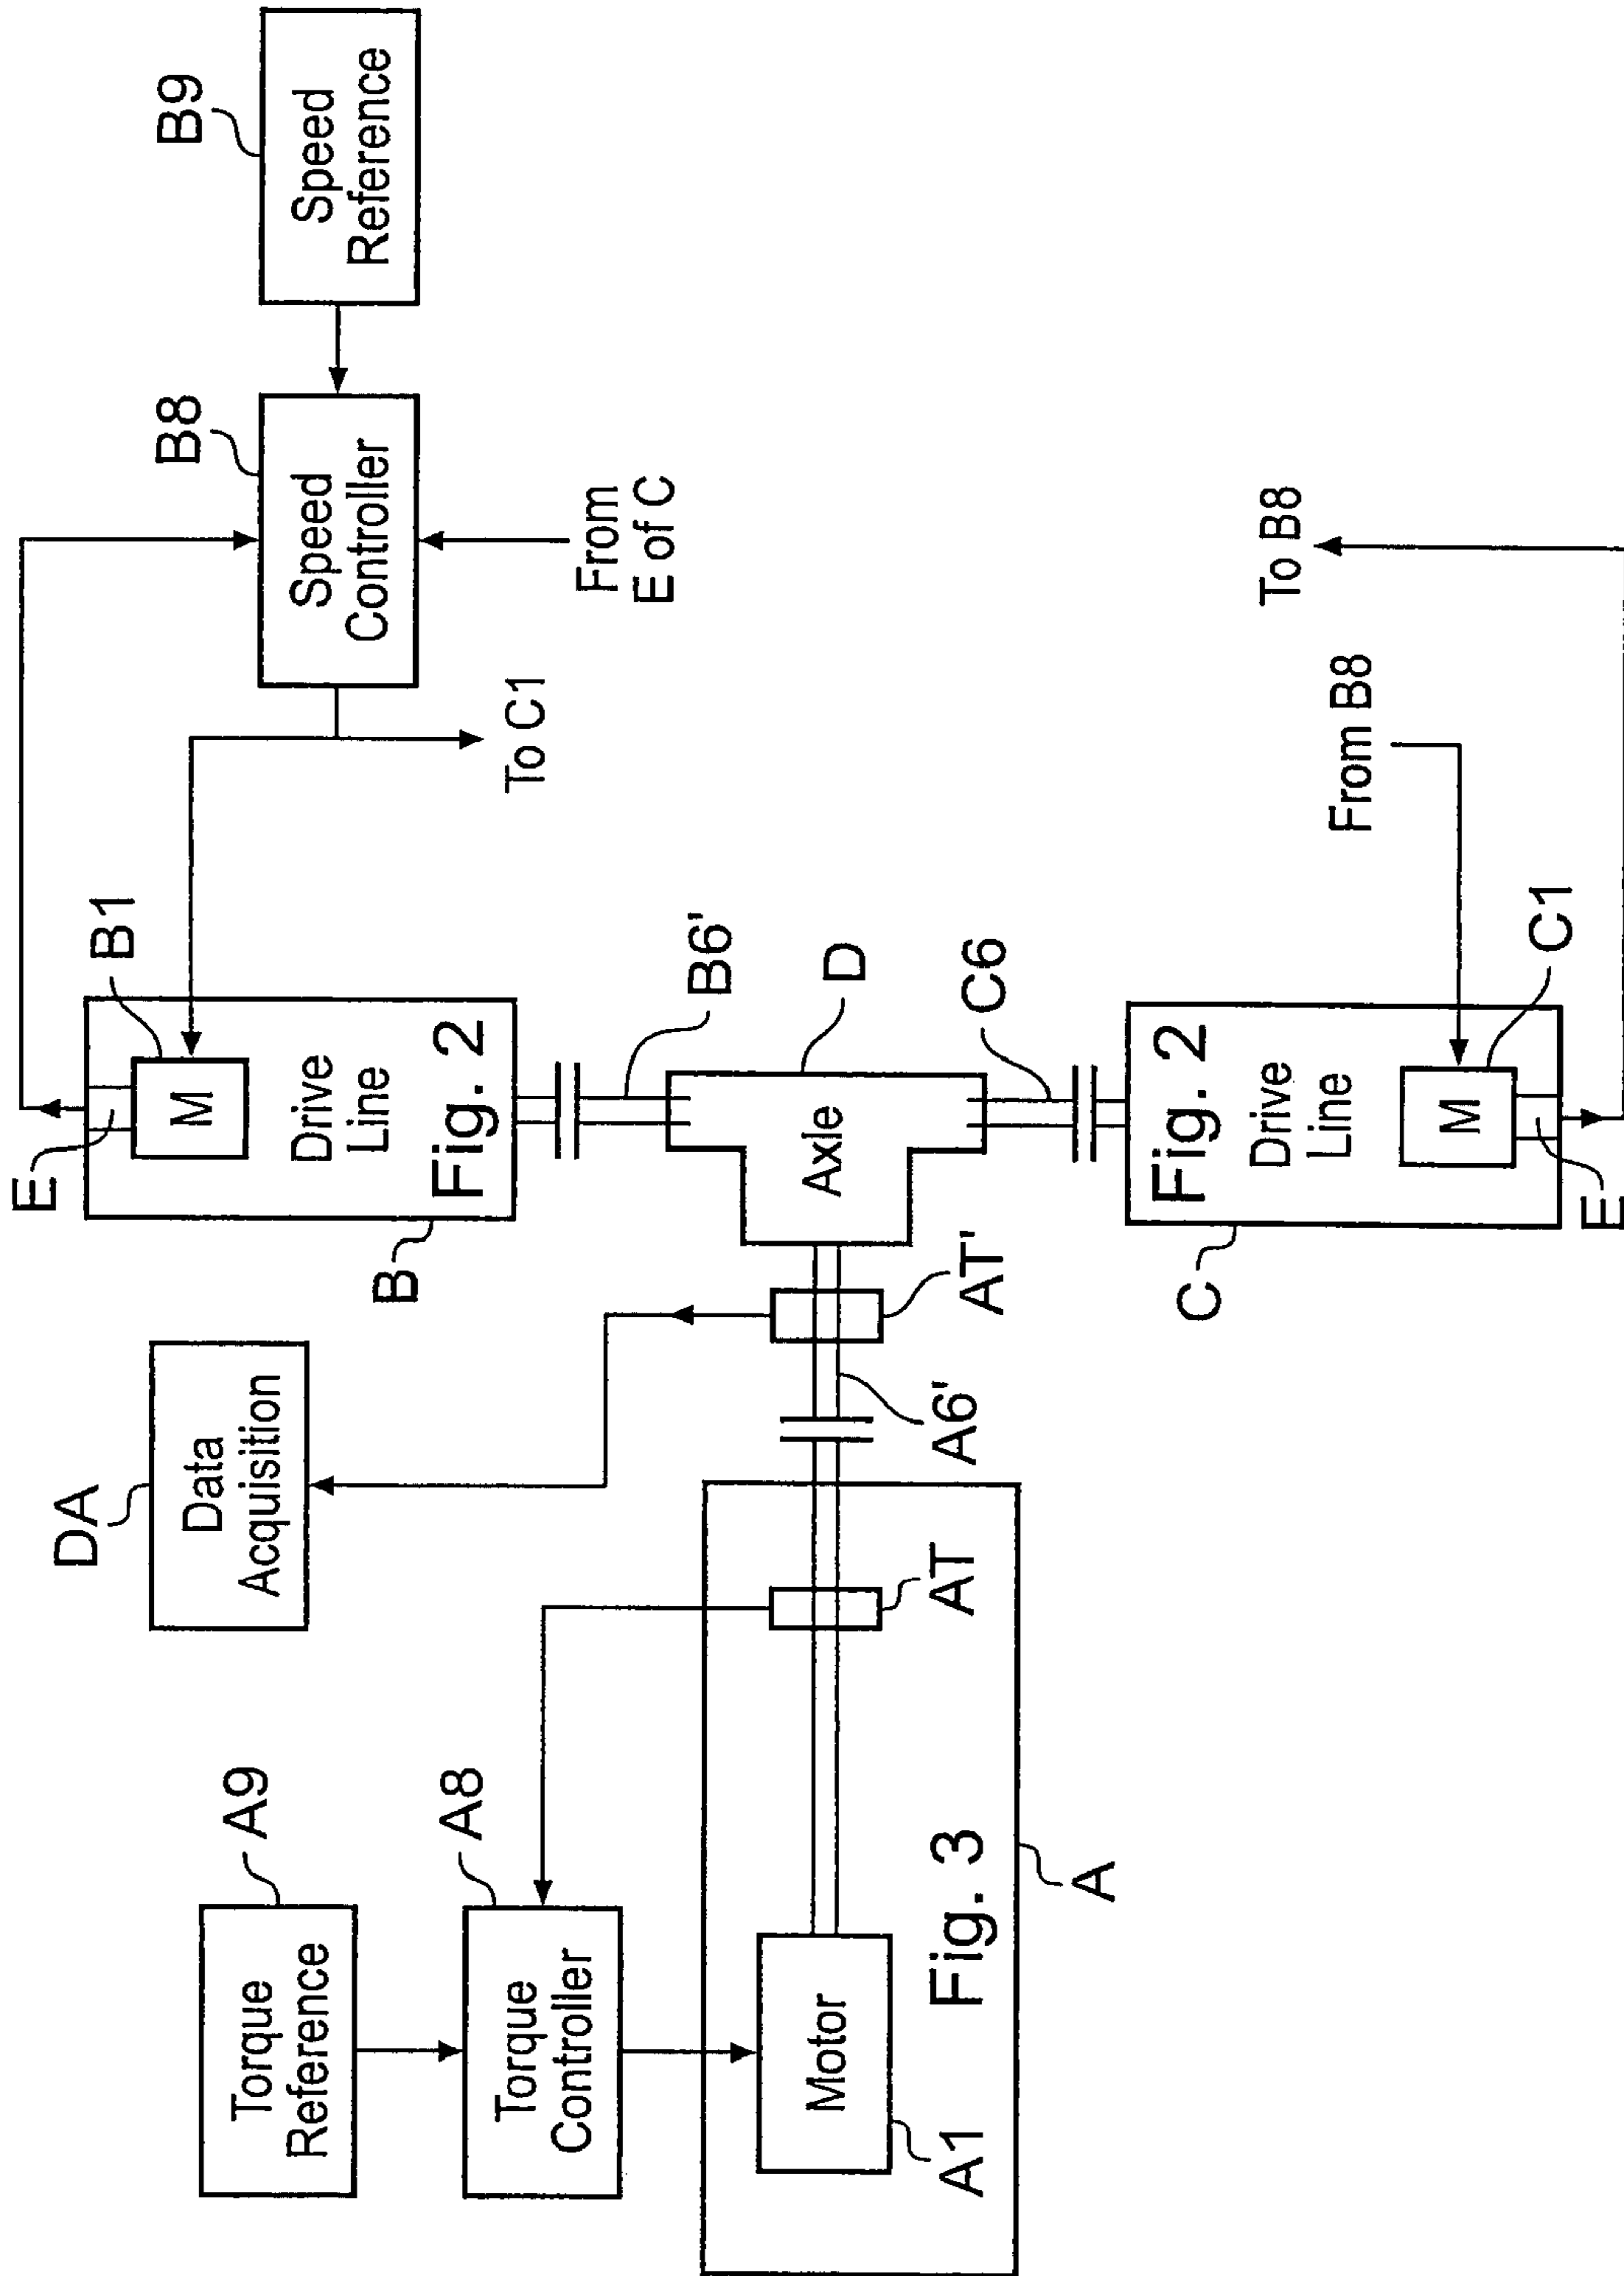 B9
Speed
Reference
B8
Speed
Controller
From
E of C
To C1
To B8
From B8
B1
E
M
Drive
Line
Fig. 2
B
B6'
D
Axle
C6
Fig. 2
Drive
Line
M
C1
E
C
DA
Data
Acquisition
AT'
A6'
AT
A9
Torque
Reference
A8
Torque
Controller
Motor
A1
Fig. 3
A